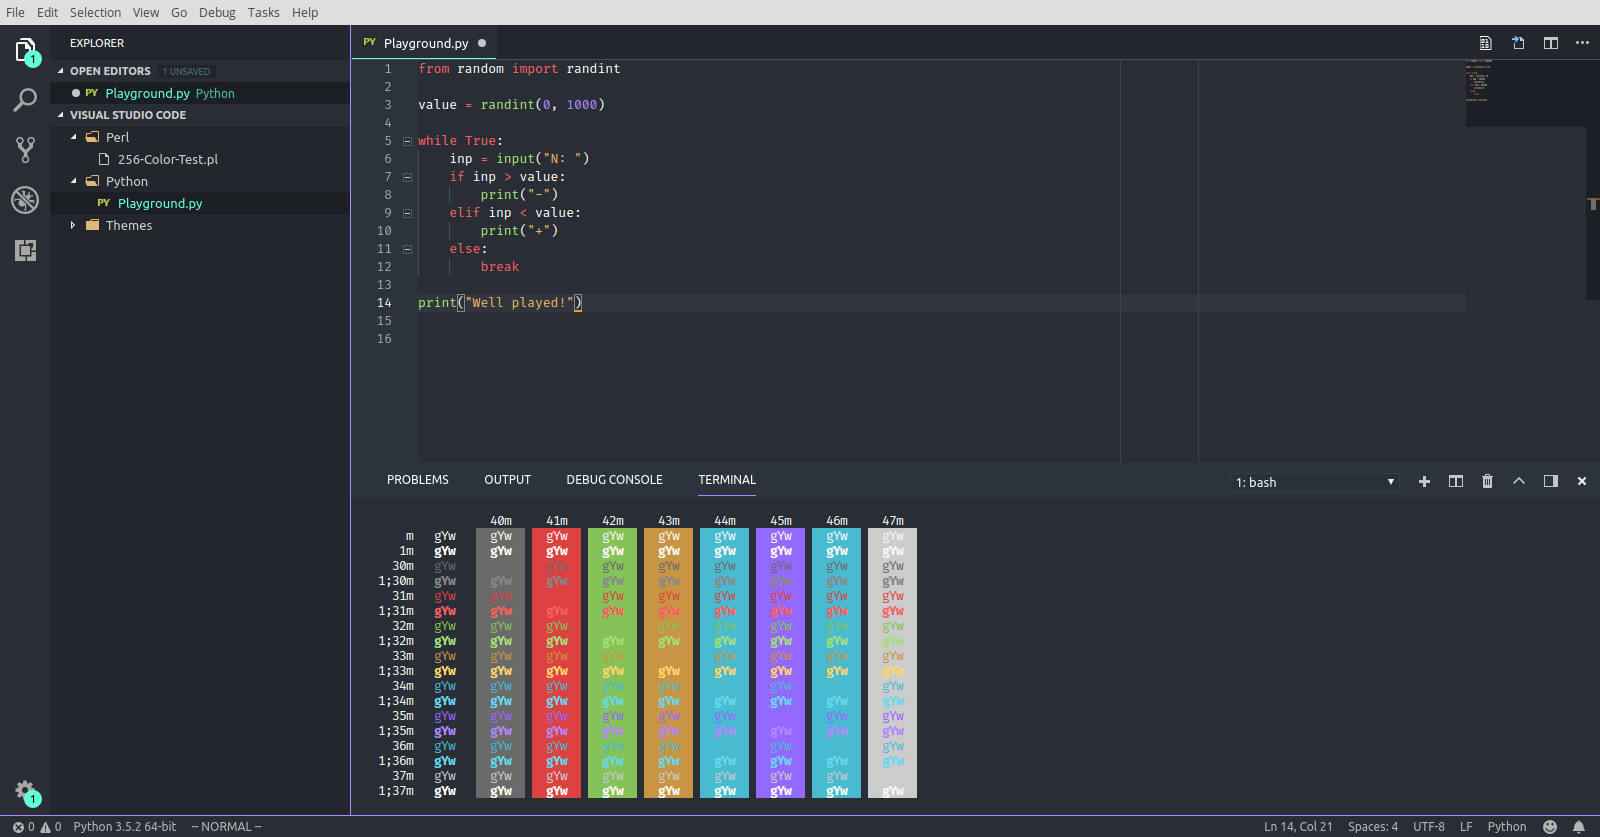 File Edit Selection View Go Debug Tasks Help
EXPLORER
OPEN EDITORS 1 UNSAVED
PY Playground.py Python
VISUAL STUDIO CODE
Perl
256-Color-Test.pl
Python
PY Playground.py
Themes
1
1
PY Playground.py
1 from random import randint
2
3 value = randint(0, 1000)
4
5 while True:
6 inp = input("N: ")
7 if inp > value:
8 print("-")
9 elif inp < value:
10 print("+")
11 else:
12 break
13
14 print("Well played!")
15
16
PROBLEMS OUTPUT DEBUG CONSOLE TERMINAL 1: bash
40m 41m 42m 43m 44m 45m 46m 47m
m gYw gYw gYw gYw gYw gYw gYw gYw gYw
1m gYw gYw gYw gYw gYw gYw gYw gYw gYw
30m gYw gYw gYw gYw gYw gYw gYw gYw
1;30m gYw gYw gYw gYw gYw gYw gYw gYw gYw
31m gYw gYw gYw gYw gYw gYw gYw gYw
1;31m gYw gYw gYw gYw gYw gYw gYw gYw gYw
32m gYw gYw gYw gYw gYw gYw gYw gYw
1;32m gYw gYw gYw gYw gYw gYw gYw gYw gYw
33m gYw gYw gYw gYw gYw gYw gYw gYw
1;33m gYw gYw gYw gYw gYw gYw gYw gYw gYw
34m gYw gYw gYw gYw gYw gYw gYw
1;34m gYw gYw gYw gYw gYw gYw gYw gYw gYw
35m gYw gYw gYw gYw gYw gYw gYw gYw
1;35m gYw gYw gYw gYw gYw gYw gYw gYw gYw
36m gYw gYw gYw gYw gYw gYw gYw
1;36m gYw gYw gYw gYw gYw gYw gYw gYw gYw
37m gYw gYw gYw gYw gYw gYw gYw gYw
1;37m gYw gYw gYw gYw gYw gYw gYw gYw gYw
0 0 Python 3.5.2 64-bit -- NORMAL -- Ln 14, Col 21 Spaces: 4 UTF-8 LF Python